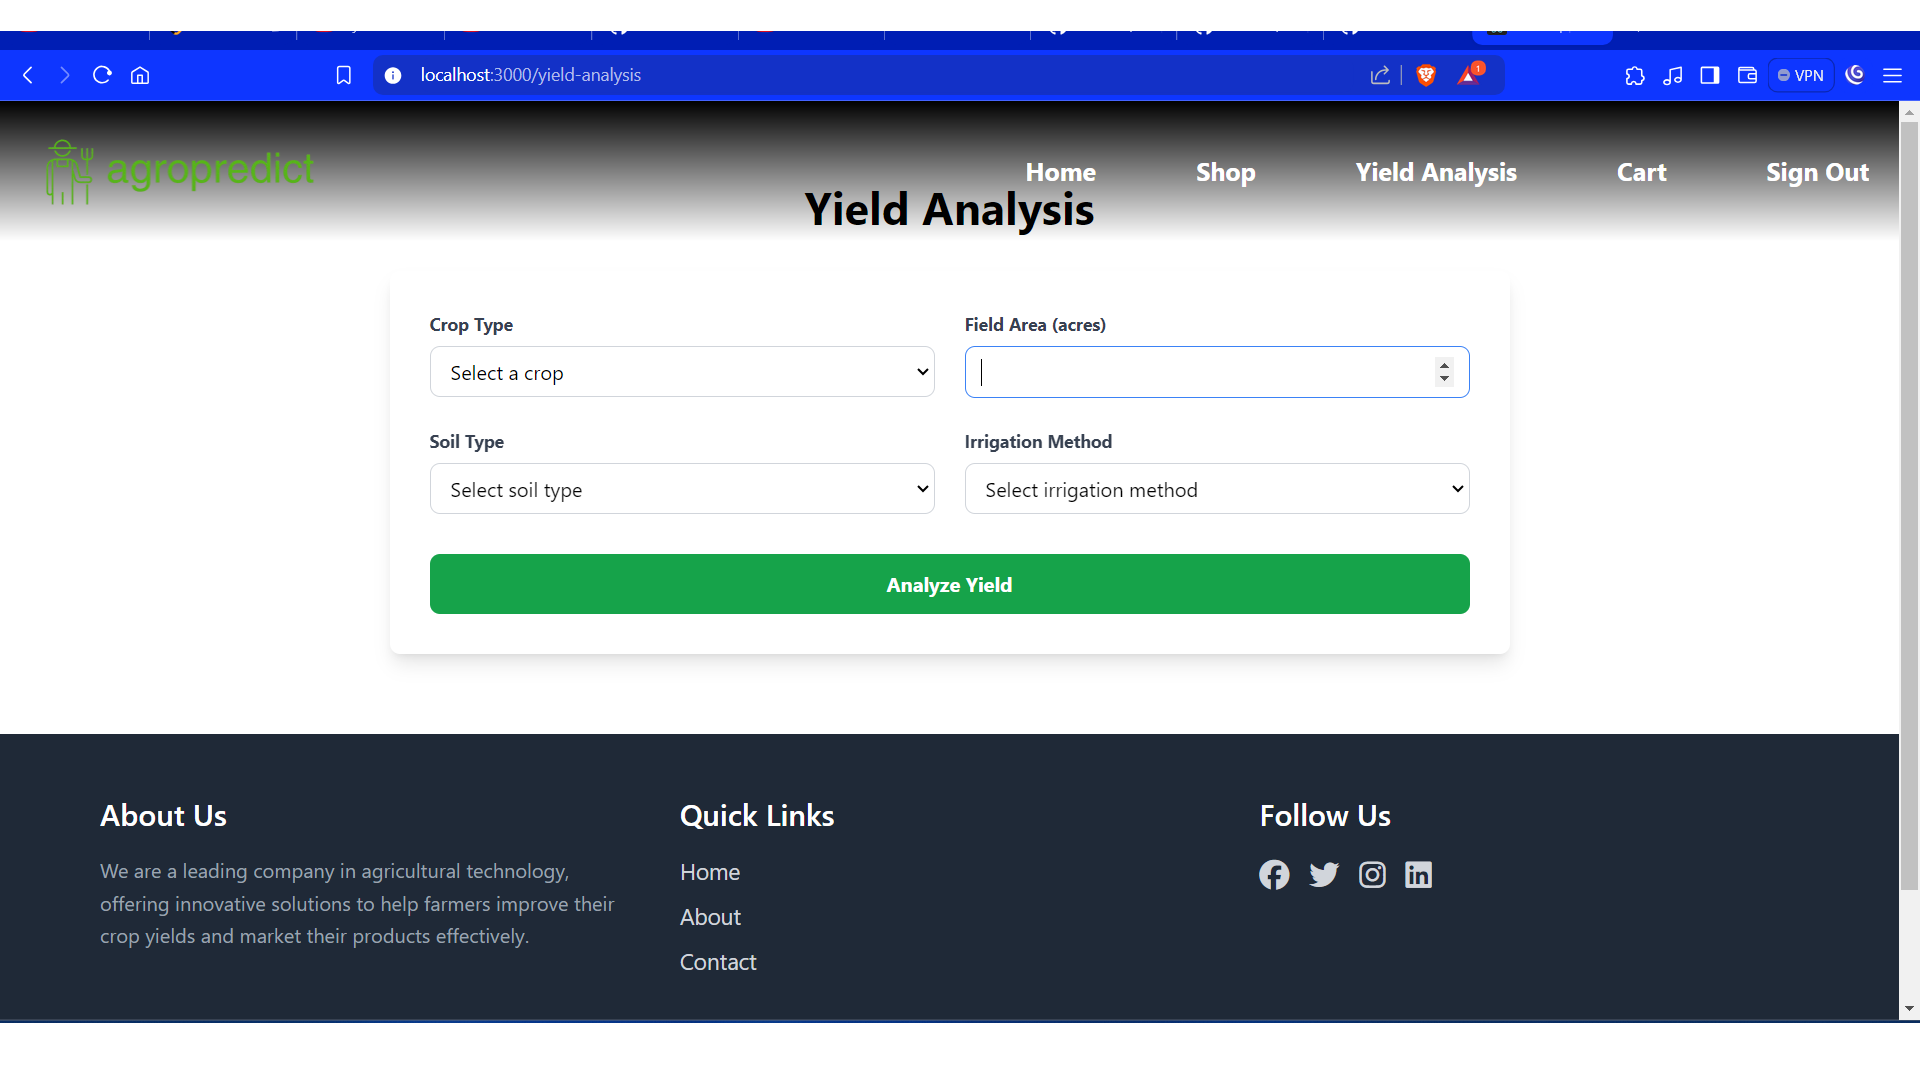 localhost:3000/yield-analysis
1
VPN
agropredict
Home
Shop
Yield Analysis
Cart
Sign Out
Yield Analysis
Crop Type
Field Area (acres)
Select a crop
Soil Type
Irrigation Method
Select soil type
Select irrigation method
Analyze Yield
About Us
We are a leading company in agricultural technology,
offering innovative solutions to help farmers improve their
crop yields and market their products effectively.
Quick Links
Home
About
Contact
Follow Us